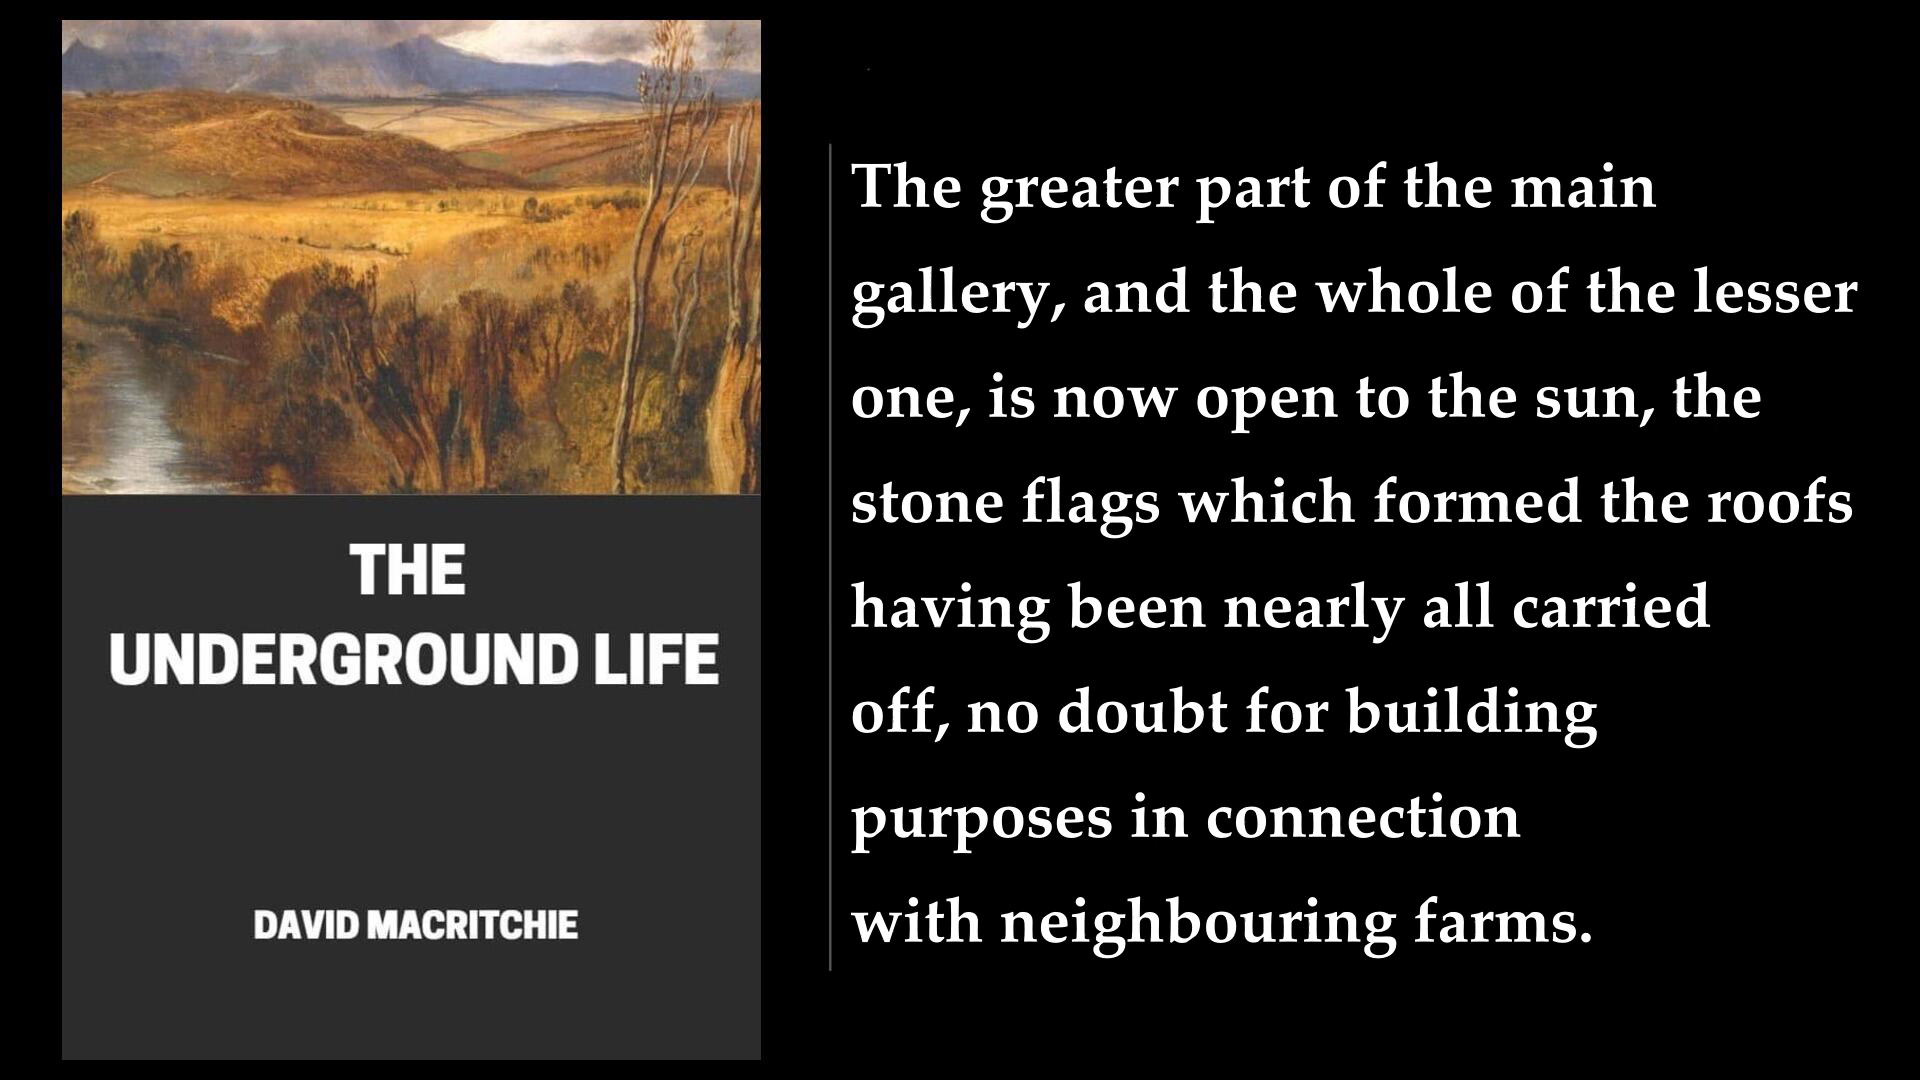 THE
UNDERGROUND LIFE
DAVID MACRITCHIE
The greater part of the main
gallery, and the whole of the lesser
one, is now open to the sun, the
stone flags which formed the roofs
having been nearly all carried
off, no doubt for building
purposes in connection
with neighbouring farms.